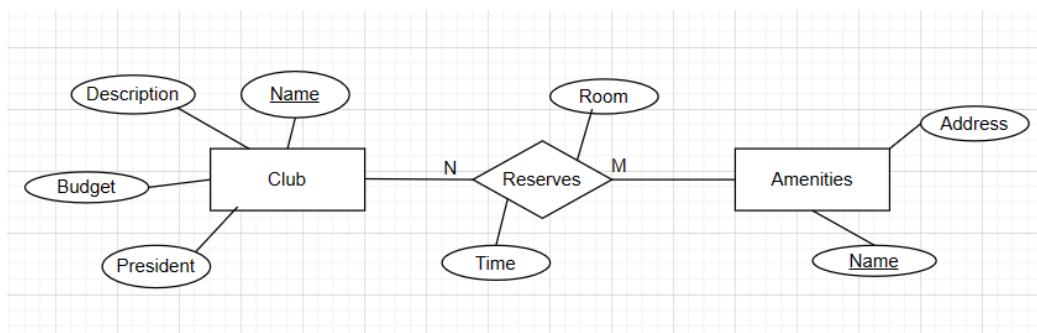 Description
Name
Room
Address
Budget
Club
N
Reserves
M
Amenities
President
Time
Name